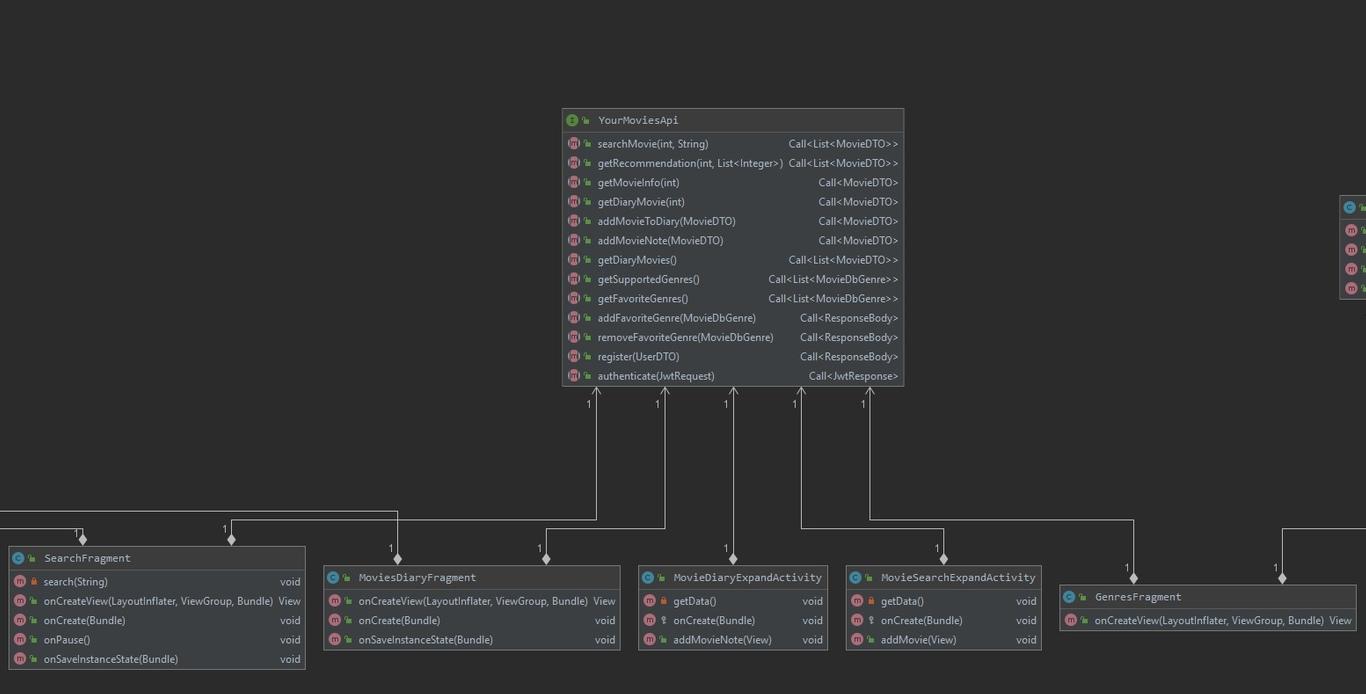 YourMoviesApi
searchMovie(int, String) Call<List<MovieDTO>>
getRecommendation(int, List<Integer>) Call<List<MovieDTO>>
getMovieInfo(int) Call<MovieDTO>
getDiaryMovie(int) Call<MovieDTO>
addMovieToDiary(MovieDTO) Call<MovieDTO>
addMovieNote(MovieDTO) Call<MovieDTO>
getDiaryMovies() Call<List<MovieDTO>>
getSupportedGenres() Call<List<MovieDbGenre>>
getFavoriteGenres() Call<List<MovieDbGenre>>
addFavoriteGenre(MovieDbGenre) Call<ResponseBody>
removeFavoriteGenre(MovieDbGenre) Call<ResponseBody>
register(UserDTO) Call<ResponseBody>
authenticate(JwtRequest) Call<JwtResponse>
1 1 1 1 1
1 1 1 1 1 1 1 1
SearchFragment
search(String) void
onCreateView(LayoutInflater, ViewGroup, Bundle) View
onCreate(Bundle) void
onPause() void
onSaveInstanceState(Bundle) void
MoviesDiaryFragment
onCreateView(LayoutInflater, ViewGroup, Bundle) View
onCreate(Bundle) void
onSaveInstanceState(Bundle) void
MovieDiaryExpandActivity
getData() void
onCreate(Bundle) void
addMovieNote(View) void
MovieSearchExpandActivity
getData() void
onCreate(Bundle) void
addMovie(View) void
GenresFragment
onCreateView(LayoutInflater, ViewGroup, Bundle) View